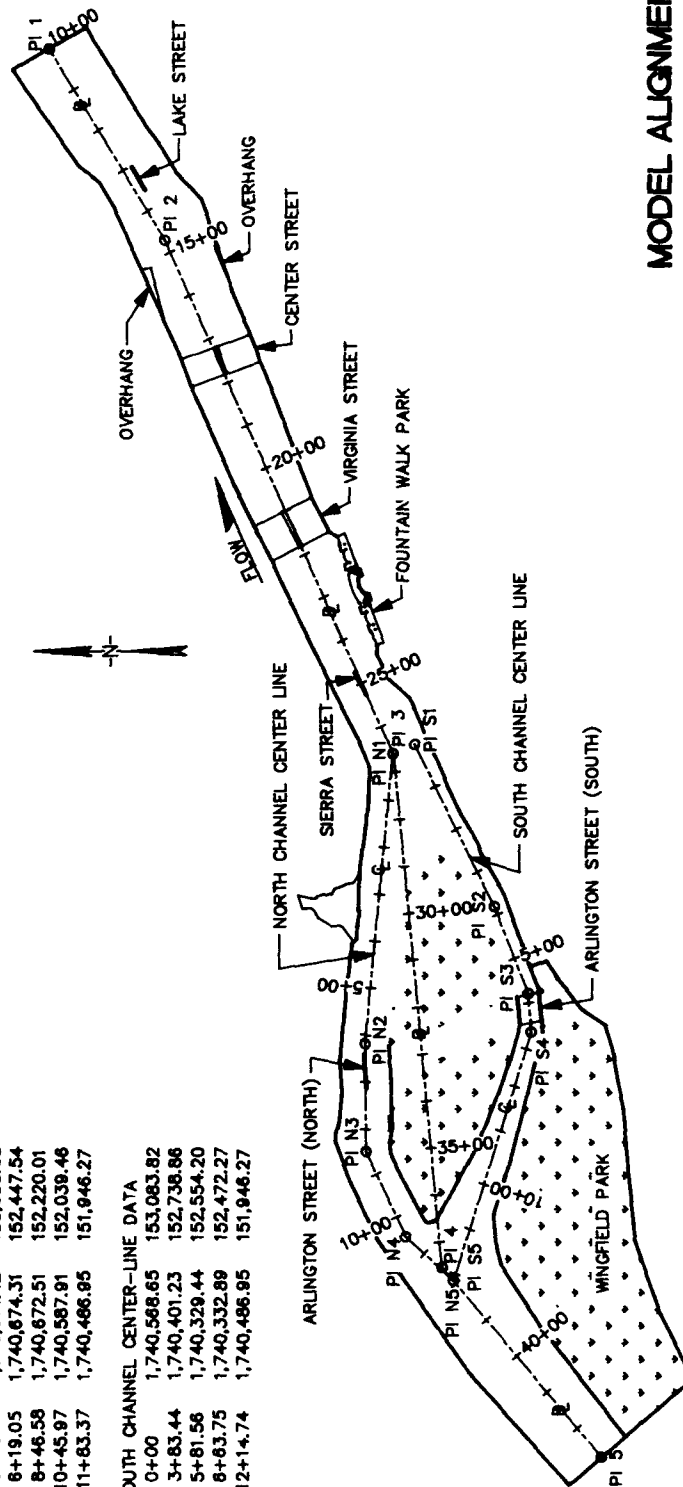 6+19.05 1,740,674.31 152,447.54
8+46.58 1,740,672.51 152,220.01
10+45.97 1,740,587.91 152,039.46
11+83.37 1,740,486.95 151,946.27
OUTH CHANNEL CENTER-LINE DATA
0+00 1,740,568.65 153,083.82
3+83.44 1,740,401.23 152,738.86
5+81.56 1,740,329.44 152,554.20
6+63.75 1,740,332.89 152,472.27
12+14.74 1,740,486.95 151,946.27
PI 1
10+00
LAKE STREET
PI 2
15+00
OVERHANG
OVERHANG
CENTER STREET
20+00
VIRGINIA STREET
FLOW
FOUNTAIN WALK PARK
-N-
25+00
SIERRA STREET
NORTH CHANNEL CENTER LINE
PI N1
PI 3
PI S1
SOUTH CHANNEL CENTER LINE
30+00
PI S2
5+00
5+00
PI S3
ARLINGTON STREET (SOUTH)
PI N2
PI S4
ARLINGTON STREET (NORTH)
PI N3
35+00
10+00
10+00
PI N4
PI 4
PI N5
PI S5
WINGFIELD PARK
40+00
PI 5
MODEL ALIGNME